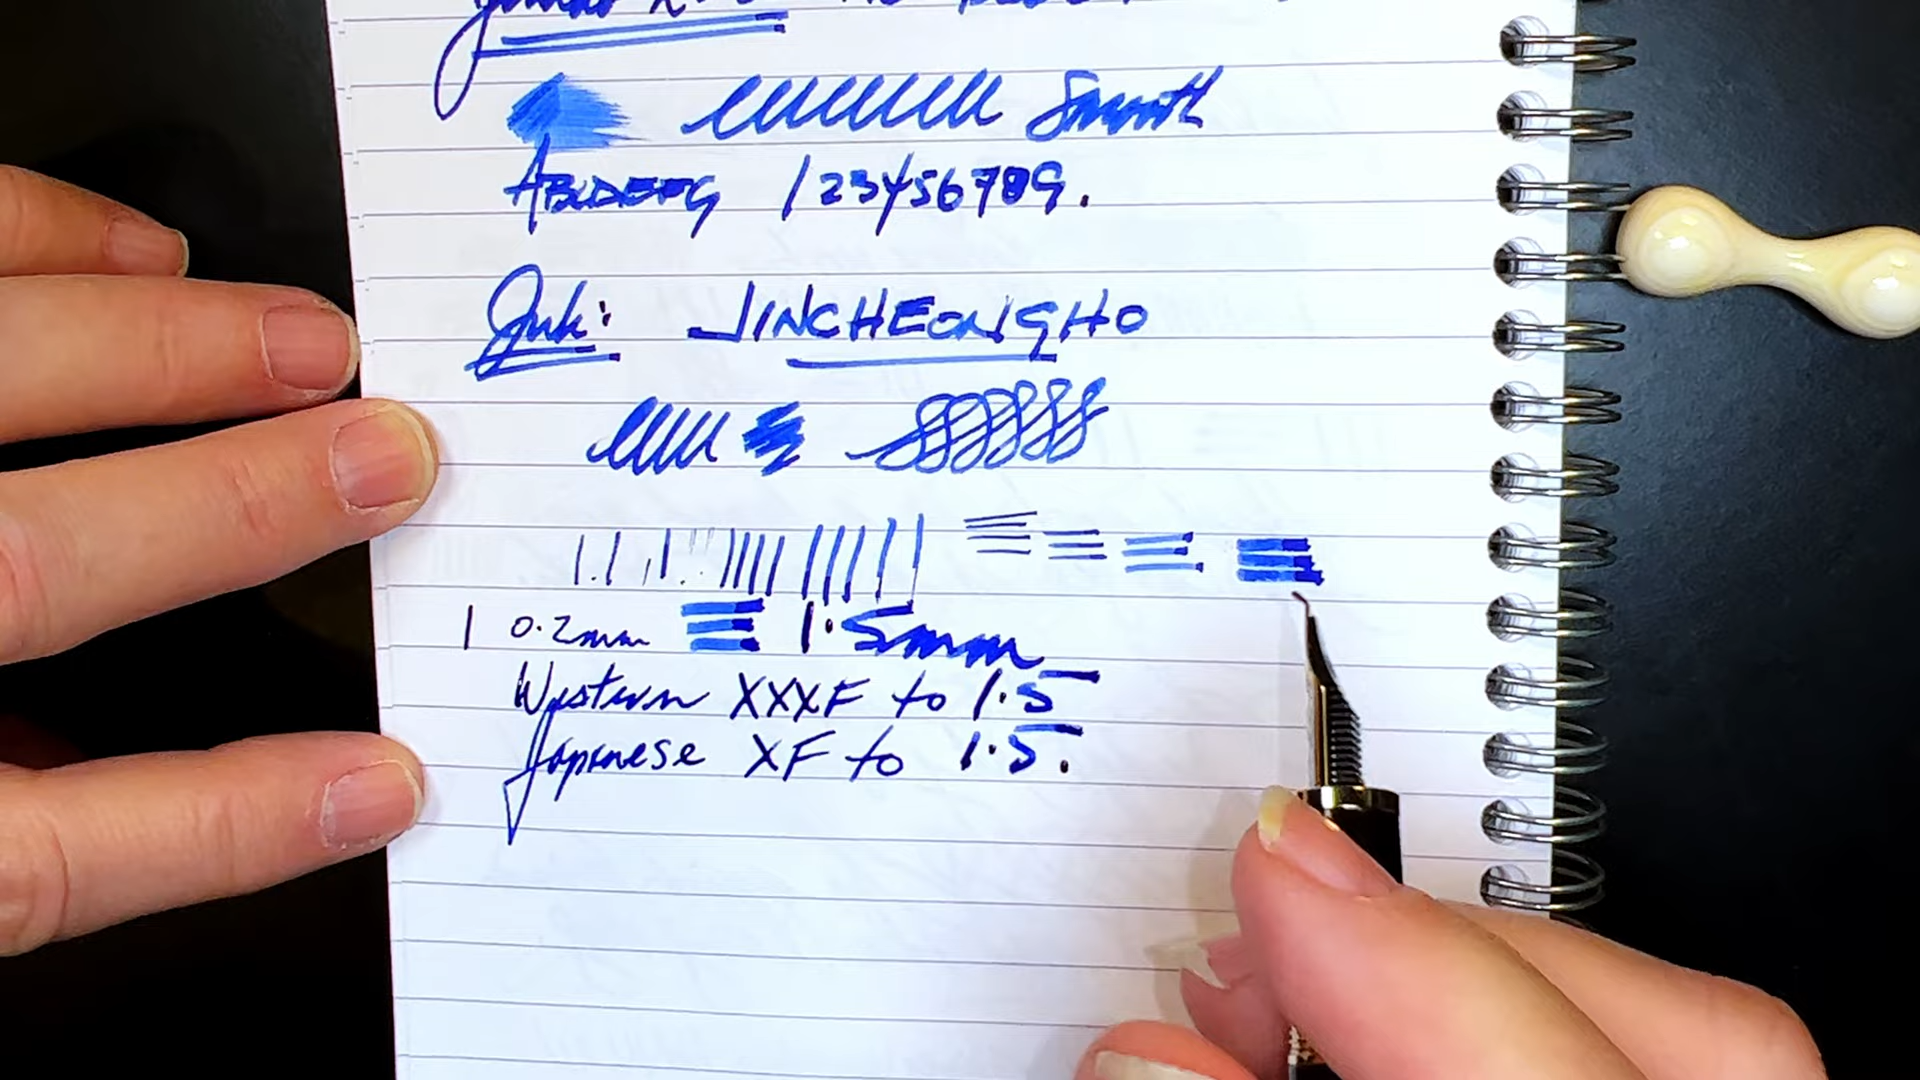 Smooth
ABCDEFG 123456789.
Ink: JINCHEONGHO
0.2mm 1.5mm
Western XXXF to 1.5
Japanese XF to 1.5.